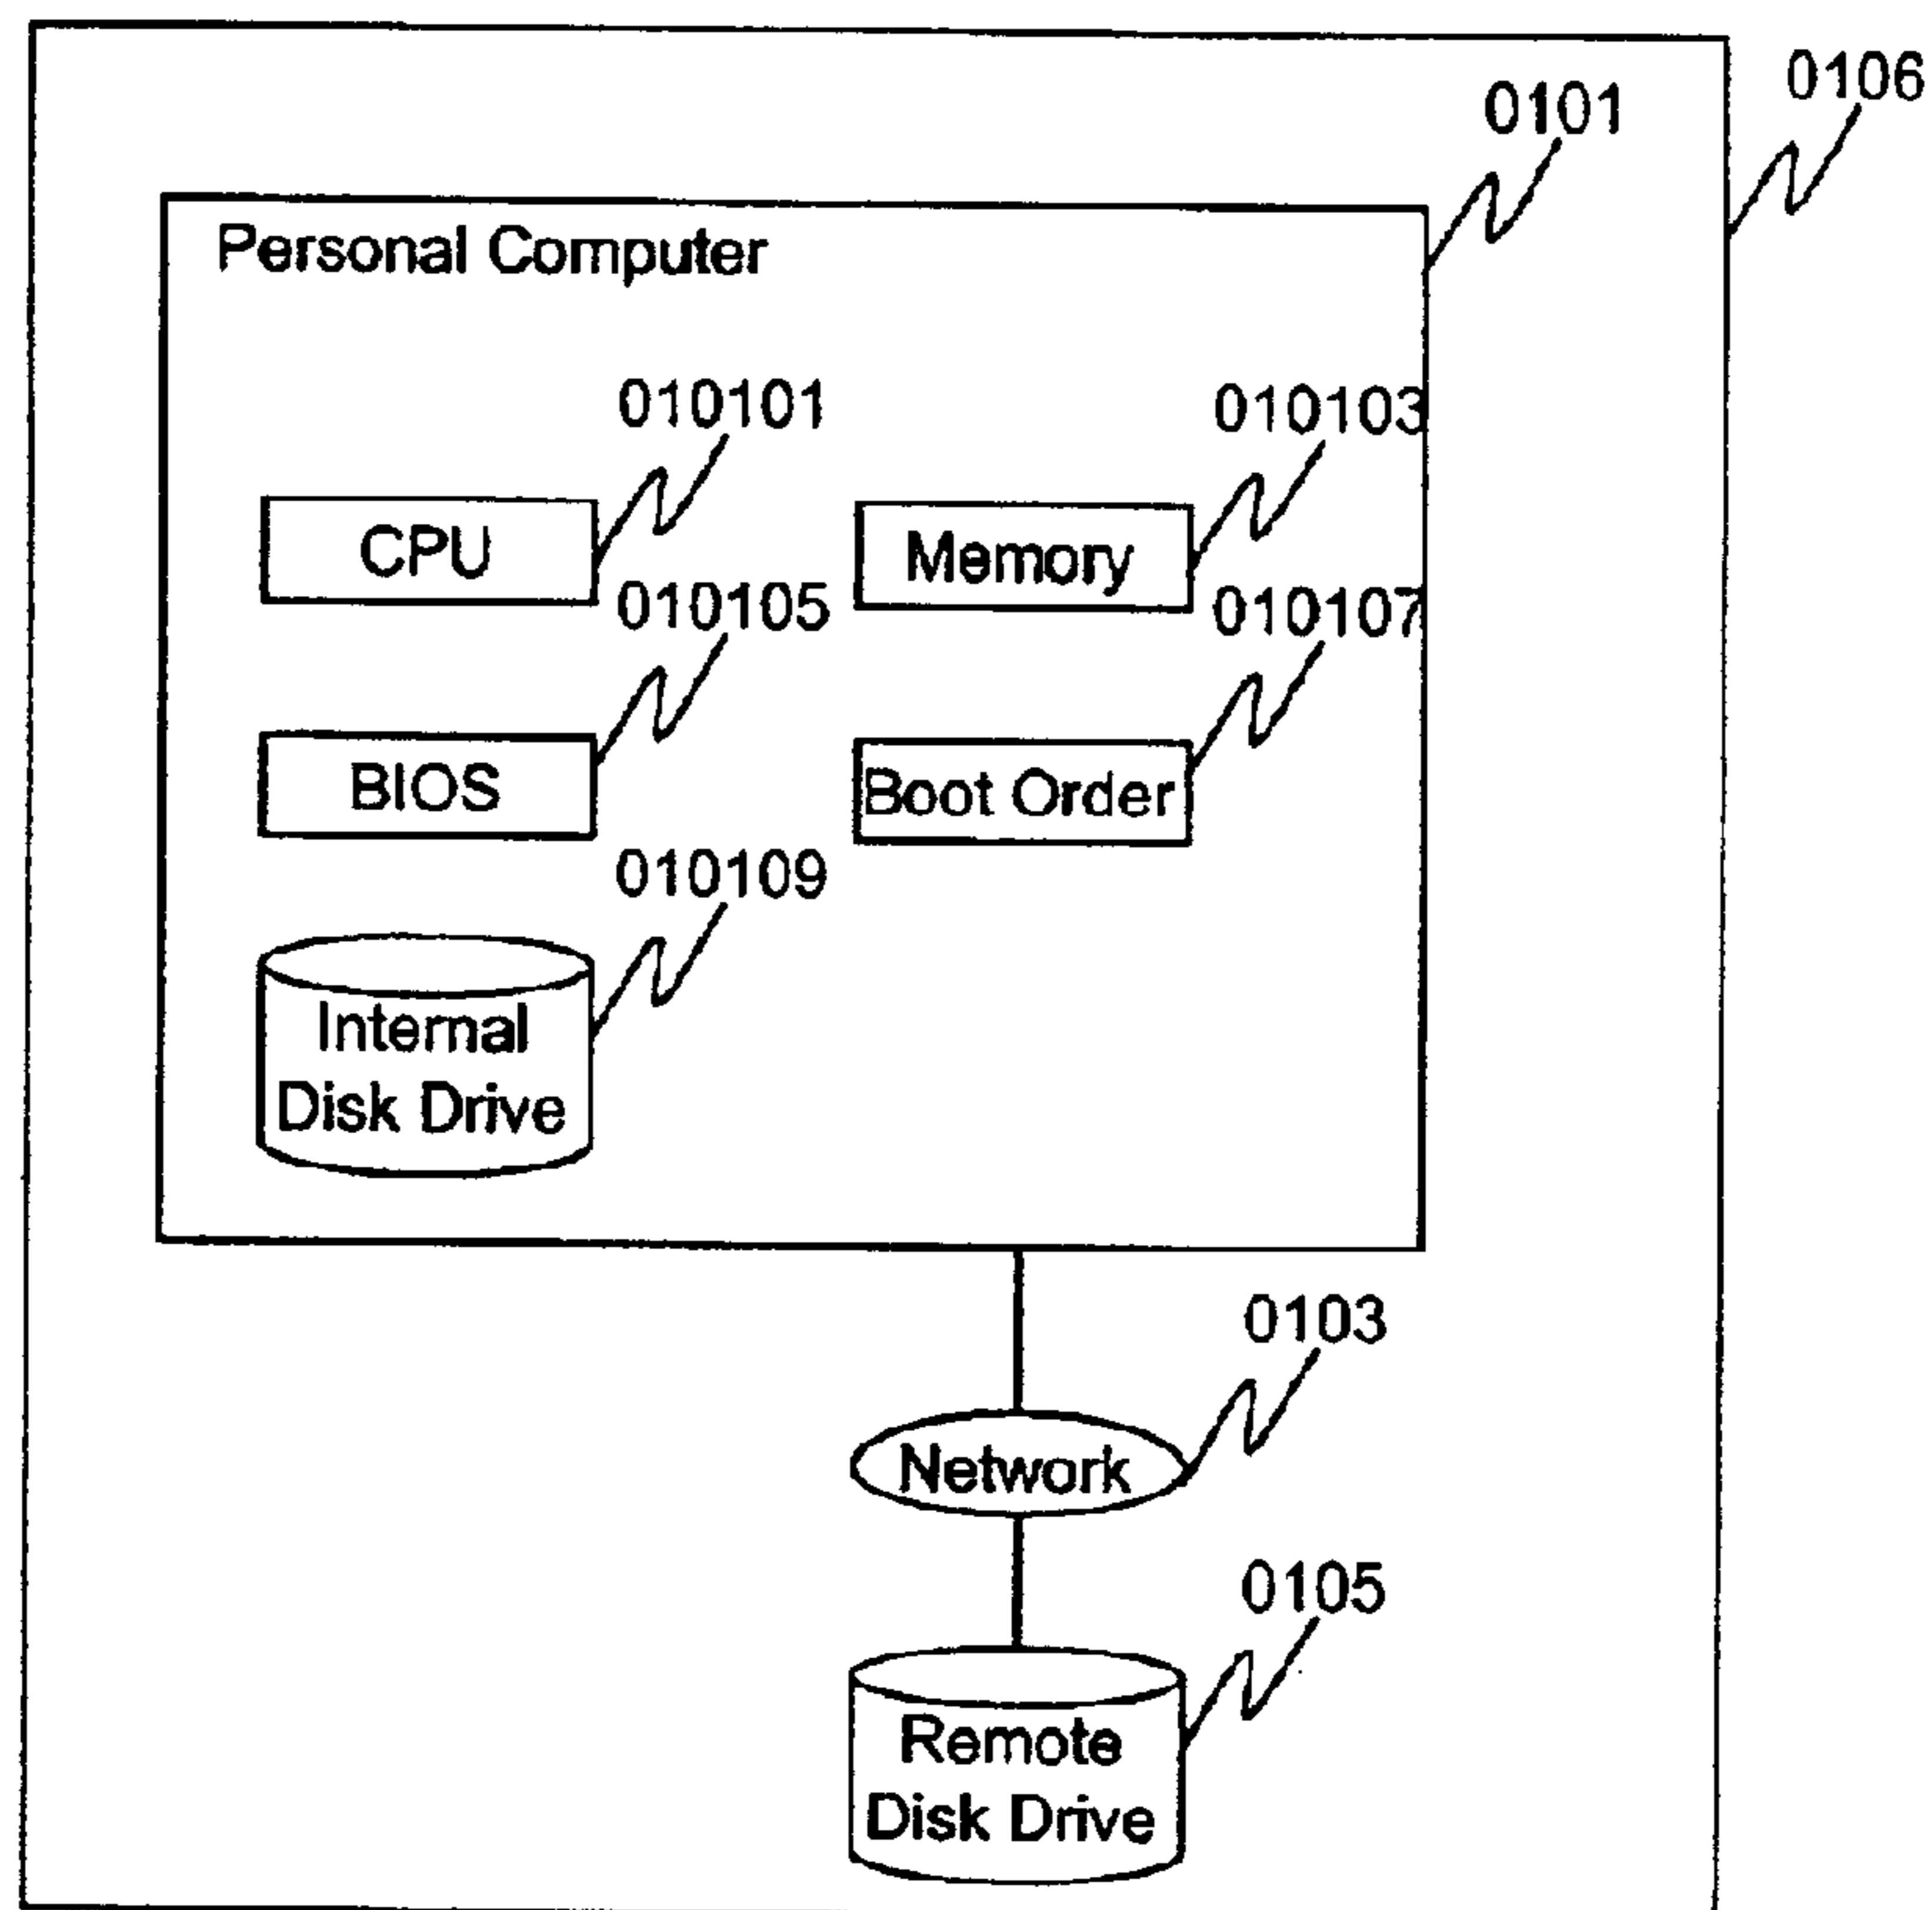 0106
0101
Personal Computer
010101
010103
CPU
Memory
010105
010107
BIOS
Boot Order
010109
Internal
Disk Drive
0103
Network
0105
Remote
Disk Drive